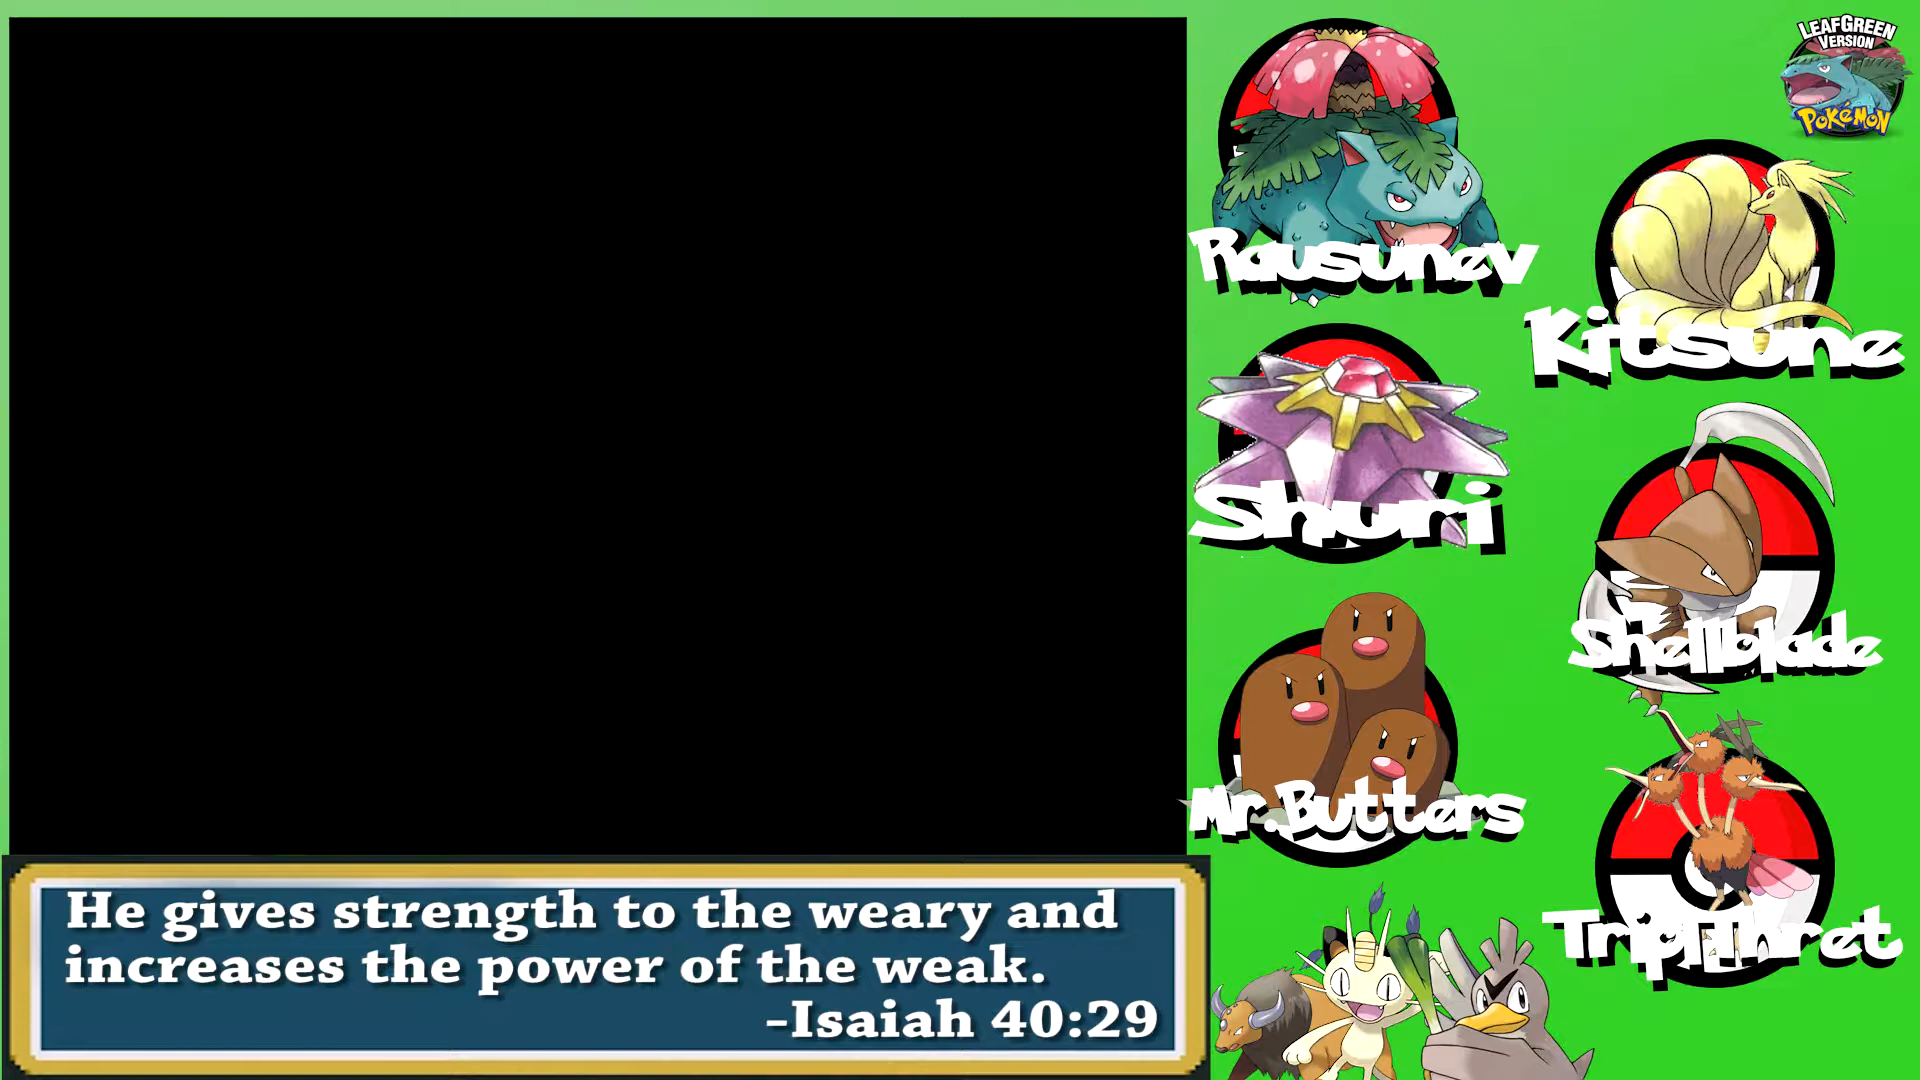 LEAFGREEN
VERSION
POKéMON
Rausunev
Kitsune
Shuri
Shellblade
Mr.Butters
He gives strength to the weary and
increases the power of the weak.
-Isaiah 40:29